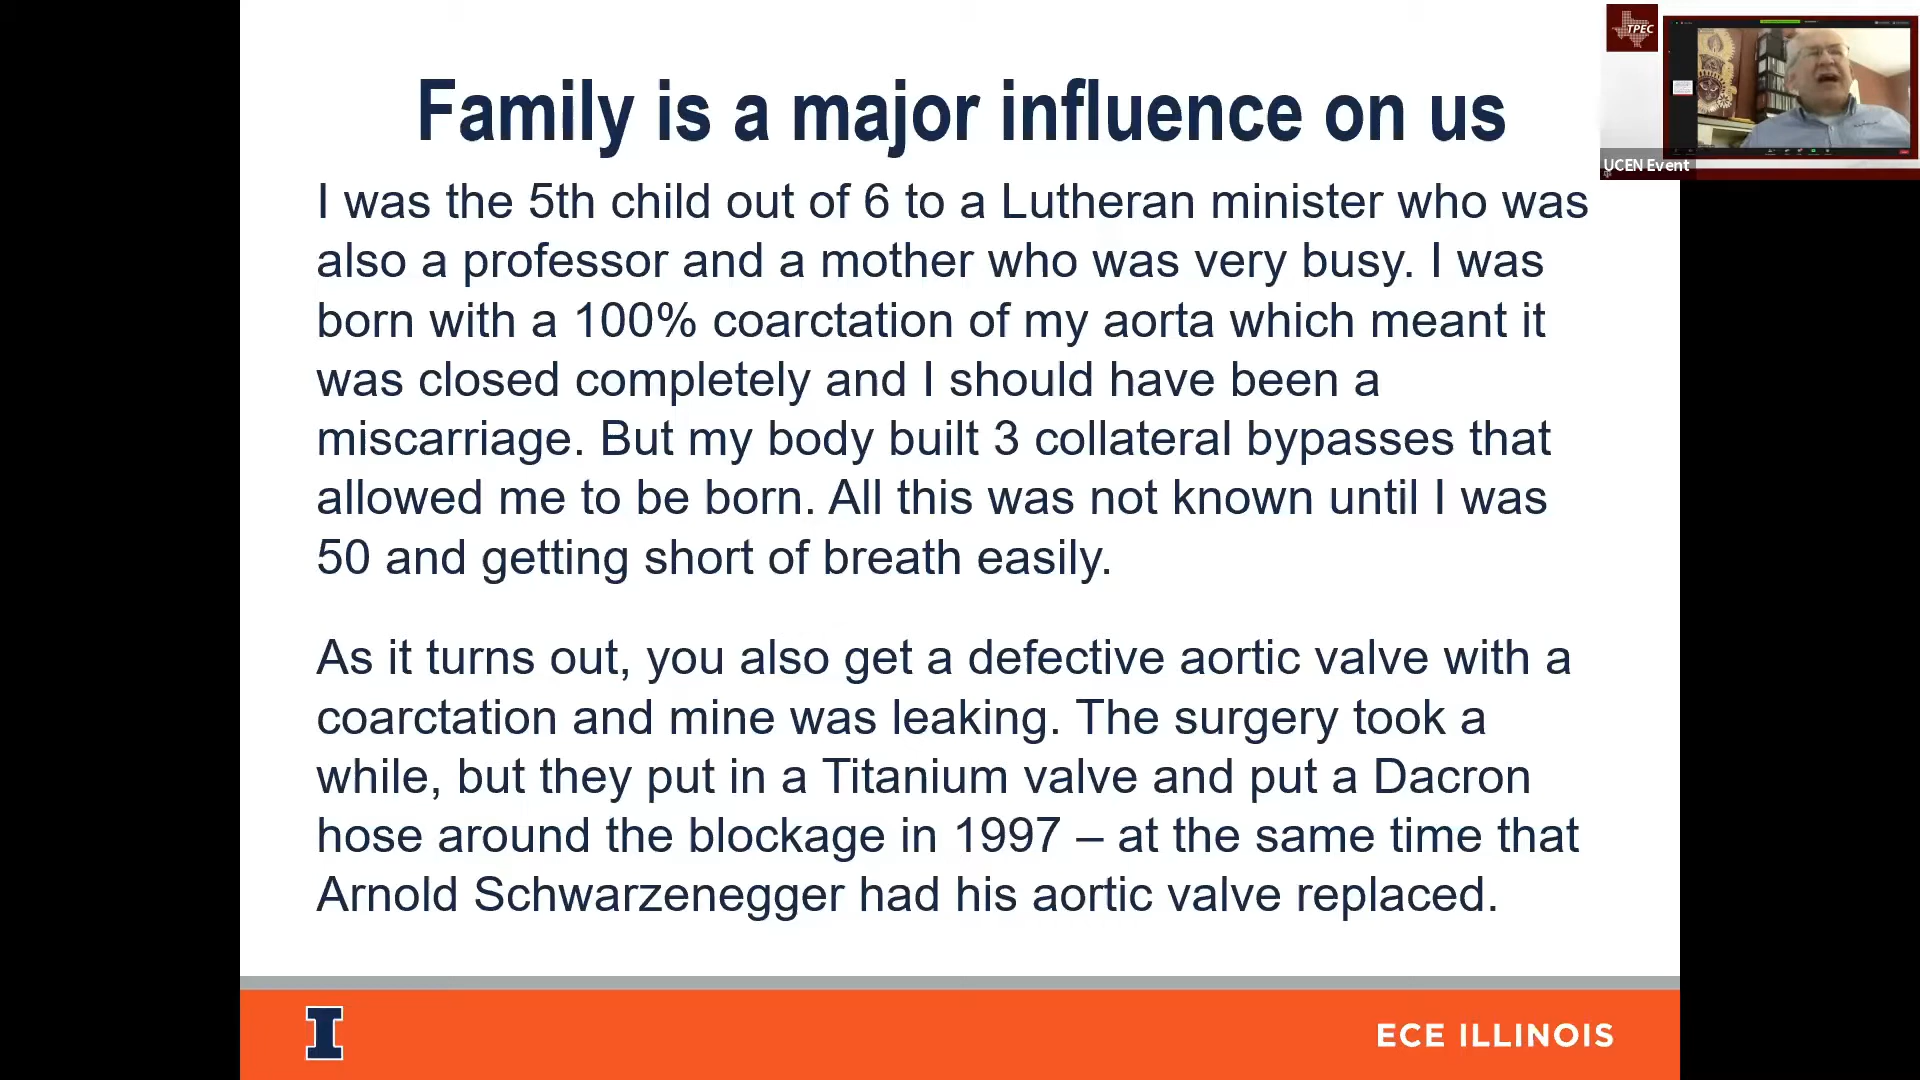 Family is a major influence on us
I was the 5th child out of 6 to a Lutheran minister who was
also a professor and a mother who was very busy. I was
born with a 100% coarctation of my aorta which meant it
was closed completely and I should have been a
miscarriage. But my body built 3 collateral bypasses that
allowed me to be born. All this was not known until I was
50 and getting short of breath easily.
As it turns out, you also get a defective aortic valve with a
coarctation and mine was leaking. The surgery took a
while, but they put in a Titanium valve and put a Dacron
hose around the blockage in 1997 – at the same time that
Arnold Schwarzenegger had his aortic valve replaced.
I
ECE ILLINOIS
TPEC
UCEN Event